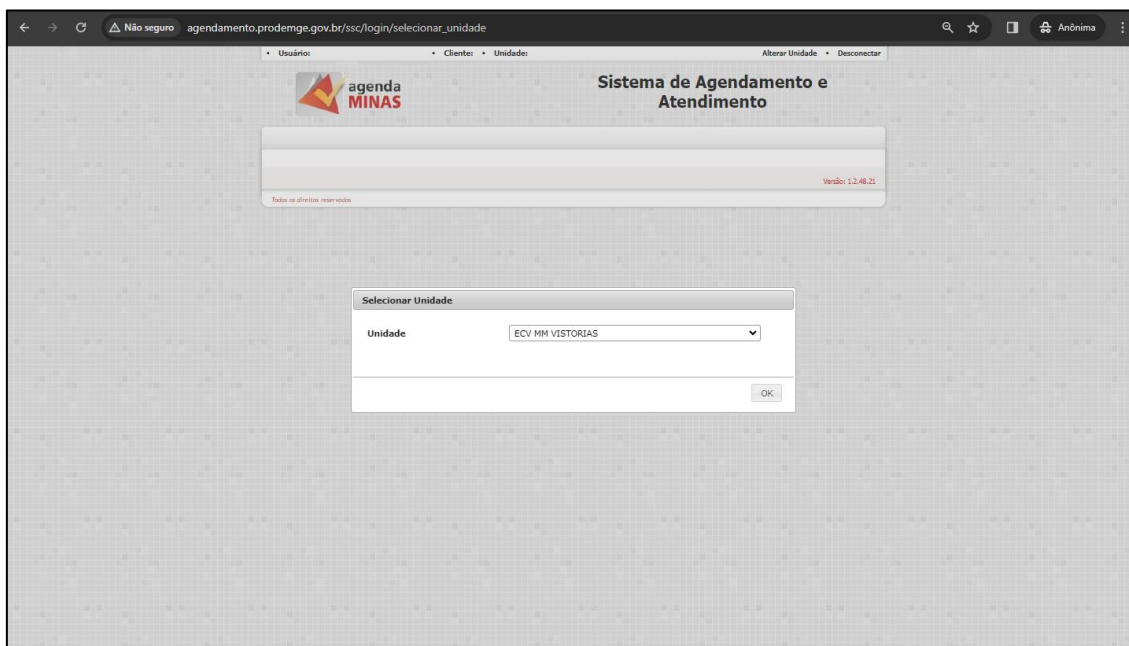 Não seguro agendamento.prodemge.gov.br/ssc/login/selecionar_unidade Anônima
• Usuário: • Cliente: • Unidade: Alterar Unidade • Desconectar
agenda
MINAS
Sistema de Agendamento e
Atendimento
Versão: 1.2.48.21
Todos os direitos reservados
Selecionar Unidade
Unidade ECV MM VISTORIAS
OK